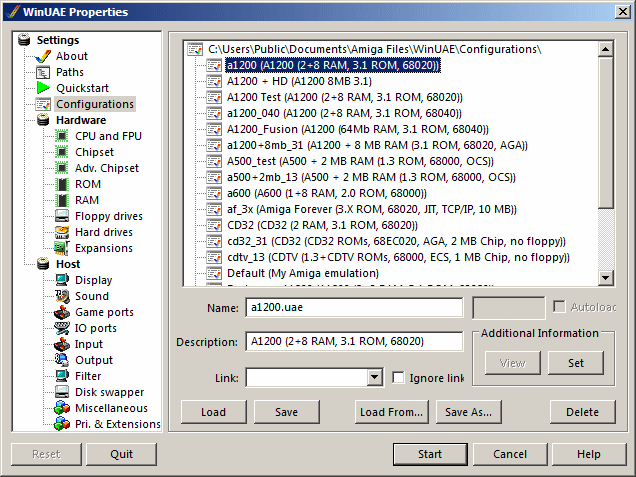 WinUAE Properties
Settings
About
Paths
Quickstart
Configurations
Hardware
CPU and FPU
Chipset
Adv. Chipset
ROM
RAM
Floppy drives
Hard drives
Expansions
Host
Display
Sound
Game ports
IO ports
Input
Output
Filter
Disk swapper
Miscellaneous
Pri. & Extensions
C:\Users\Public\Documents\Amiga Files\WinUAE\Configurations\
a1200 (A1200 (2+8 RAM, 3.1 ROM, 68020))
A1200 + HD (A1200 8MB 3.1)
A1200 Test (A1200 (2+8 RAM, 3.1 ROM, 68020))
a1200_040 (A1200 (2+8 RAM, 3.1 ROM, 68040))
A1200_Fusion (A1200 (64Mb RAM, 3.1 ROM, 68040))
a1200+8mb_31 (A1200 + 8 MB RAM (3.1 ROM, 68020, AGA))
A500_test (A500 + 2 MB RAM (1.3 ROM, 68000, OCS))
a500+2mb_13 (A500 + 2 MB RAM (1.3 ROM, 68000, OCS))
a600 (A600 (1+8 RAM, 2.0 ROM, 68000))
af_3x (Amiga Forever (3.X ROM, 68020, JIT, TCP/IP, 10 MB))
CD32 (CD32 (2 RAM, 3.1 ROM, 68020))
cd32_31 (CD32 (CD32 ROMs, 68EC020, AGA, 2 MB Chip, no floppy))
cdtv_13 (CDTV (1.3+CDTV ROMs, 68000, ECS, 1 MB Chip, no floppy))
Default (My Amiga emulation)
Name: a1200.uae
Autoload
Description: A1200 (2+8 RAM, 3.1 ROM, 68020)
Additional Information
View Set
Link: Ignore link
Load Save Load From... Save As... Delete
Reset Quit Start Cancel Help